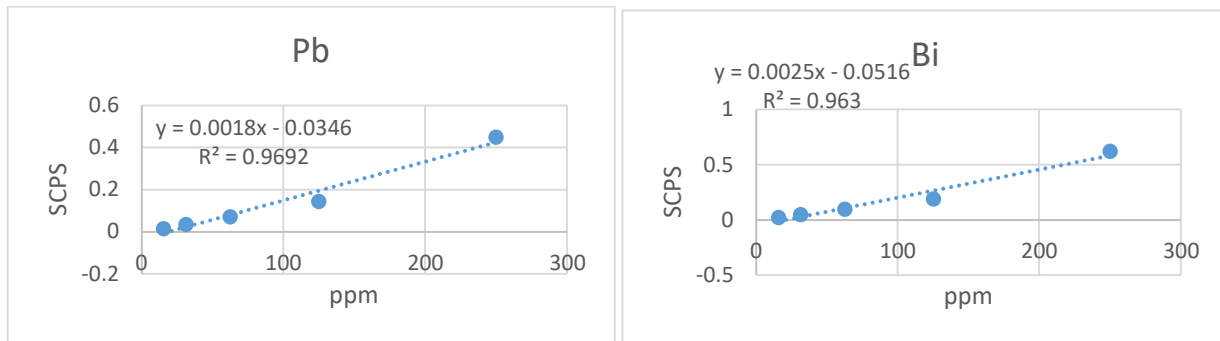 Pb
y = 0.0018x - 0.0346
R² = 0.9692
0.6
0.4
0.2
0
-0.2
0 100 200 300
SCPS
ppm
Bi
y = 0.0025x - 0.0516
R² = 0.963
1
0.5
0
-0.5
0 100 200 300
SCPS
ppm